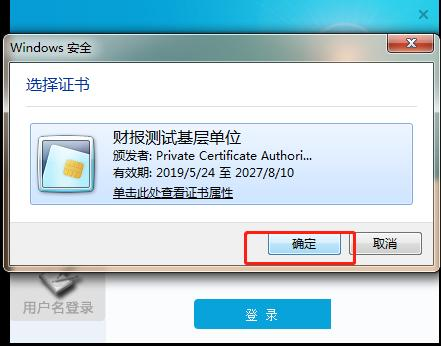 Windows 安全
选择证书
财报测试基层单位
颁发者: Private Certificate Authori...
有效期: 2019/5/24 至 2027/8/10
单击此处查看证书属性
确定
取消
用户名登录
登 录